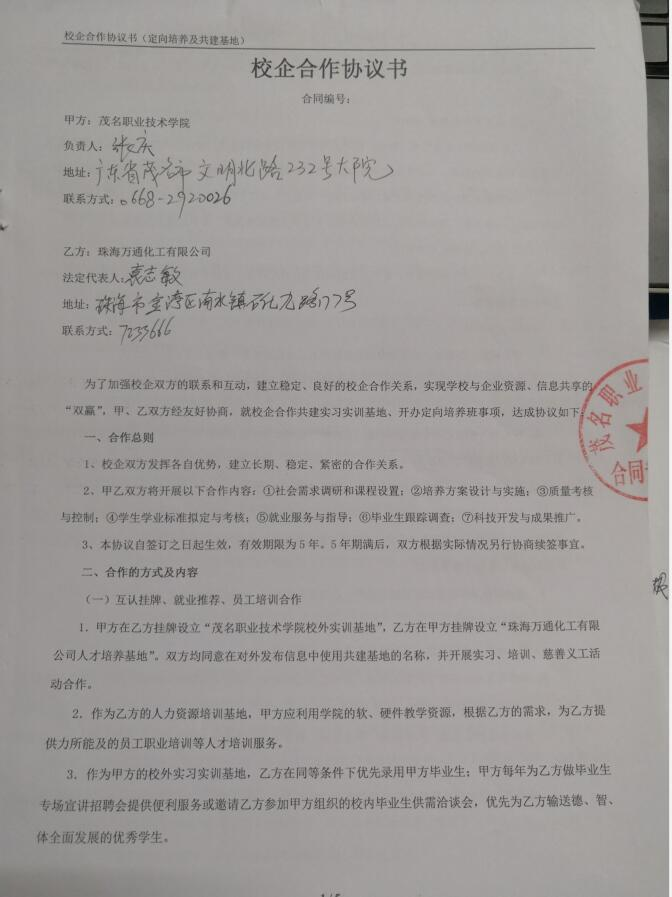 校企合作协议书（定向培养及共建基地）
校企合作协议书
合同编号：
甲方：茂名职业技术学院
负责人：张庆
地址：广东省茂名市文明北路232号大院
联系方式：0668-2920026
乙方：珠海万通化工有限公司
法定代表人：袁志敏
地址：珠海市金湾区南水镇石化九路177号
联系方式：7233666
为了加强校企双方的联系和互动，建立稳定、良好的校企合作关系，实现学校与企业资源、信息共享的
“双赢”，甲、乙双方经友好协商，就校企合作共建实习实训基地、开办定向培养班事项，达成协议如下：
一、合作总则
1、校企双方发挥各自优势，建立长期、稳定、紧密的合作关系。
2、甲乙双方将开展以下合作内容：①社会需求调研和课程设置；②培养方案设计与实施；③质量考核
与控制；④学生学业标准拟定与考核；⑤就业服务与指导；⑥毕业生跟踪调查；⑦科技开发与成果推广。
3、本协议自签订之日起生效，有效期限为5年。5年期满后，双方根据实际情况另行协商续签事宜。
二、合作的方式及内容
（一）互认挂牌、就业推荐、员工培训合作
1．甲方在乙方挂牌设立“茂名职业技术学院校外实训基地”，乙方在甲方挂牌设立“珠海万通化工有限
公司人才培养基地”。双方均同意在对外发布信息中使用共建基地的名称，并开展实习、培训、慈善义工活
动合作。
2．作为乙方的人力资源培训基地，甲方应利用学院的软、硬件教学资源，根据乙方的需求，为乙方提
供力所能及的员工职业培训等人才培训服务。
3．作为甲方的校外实习实训基地，乙方在同等条件下优先录用甲方毕业生；甲方每年为乙方做毕业生
专场宣讲招聘会提供便利服务或邀请乙方参加甲方组织的校内毕业生供需洽谈会，优先为乙方输送德、智、
体全面发展的优秀学生。
茂名职业
合同